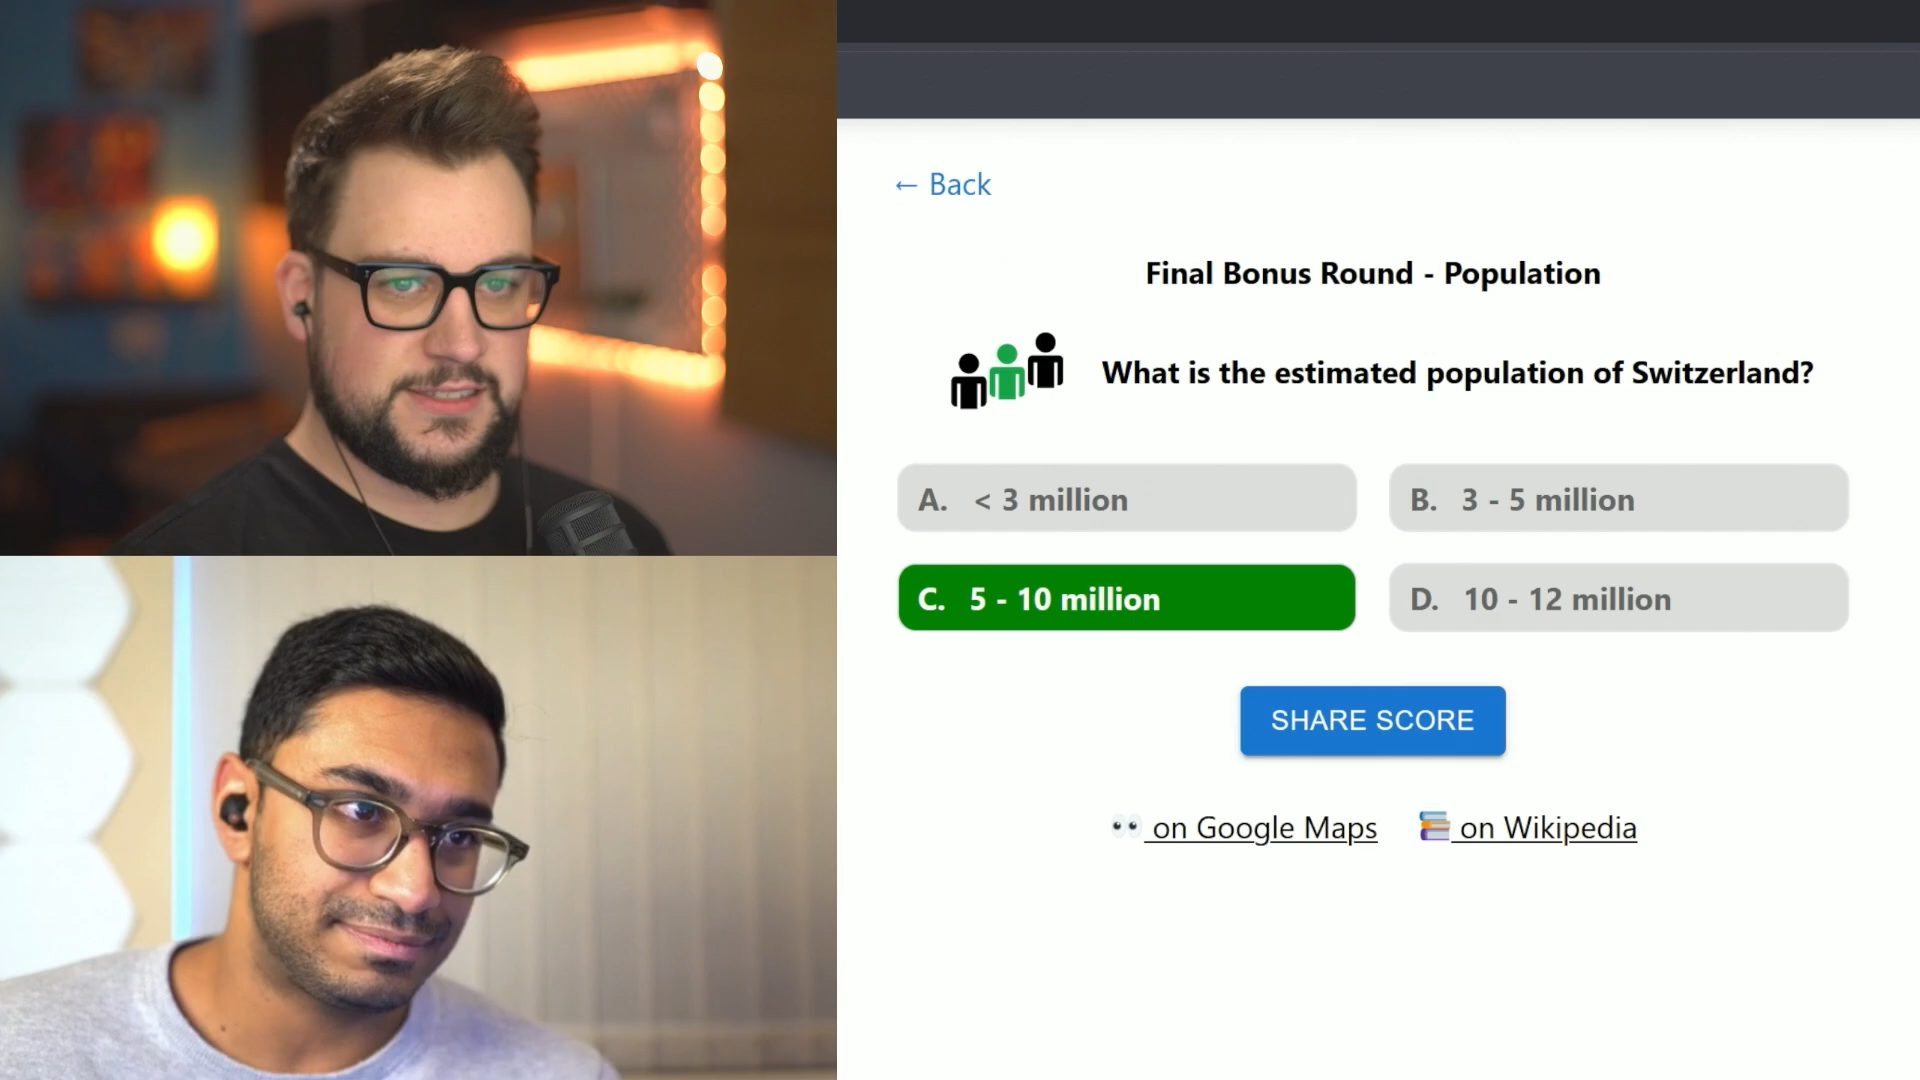 ← Back
Final Bonus Round - Population
What is the estimated population of Switzerland?
A. < 3 million
B. 3 - 5 million
C. 5 - 10 million
D. 10 - 12 million
SHARE SCORE
on Google Maps
on Wikipedia